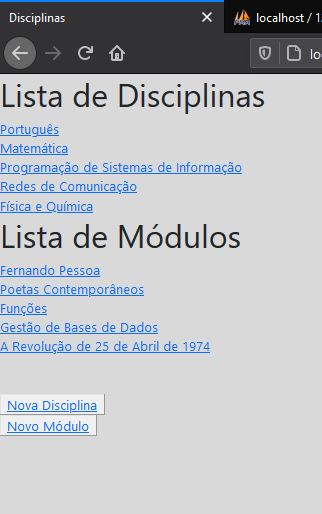 Disciplinas
localhost / 1
lo
Lista de Disciplinas
Português
Matemática
Programação de Sistemas de Informação
Redes de Comunicação
Física e Química
Lista de Módulos
Fernando Pessoa
Poetas Contemporâneos
Funções
Gestão de Bases de Dados
A Revolução de 25 de Abril de 1974
Nova Disciplina
Novo Módulo